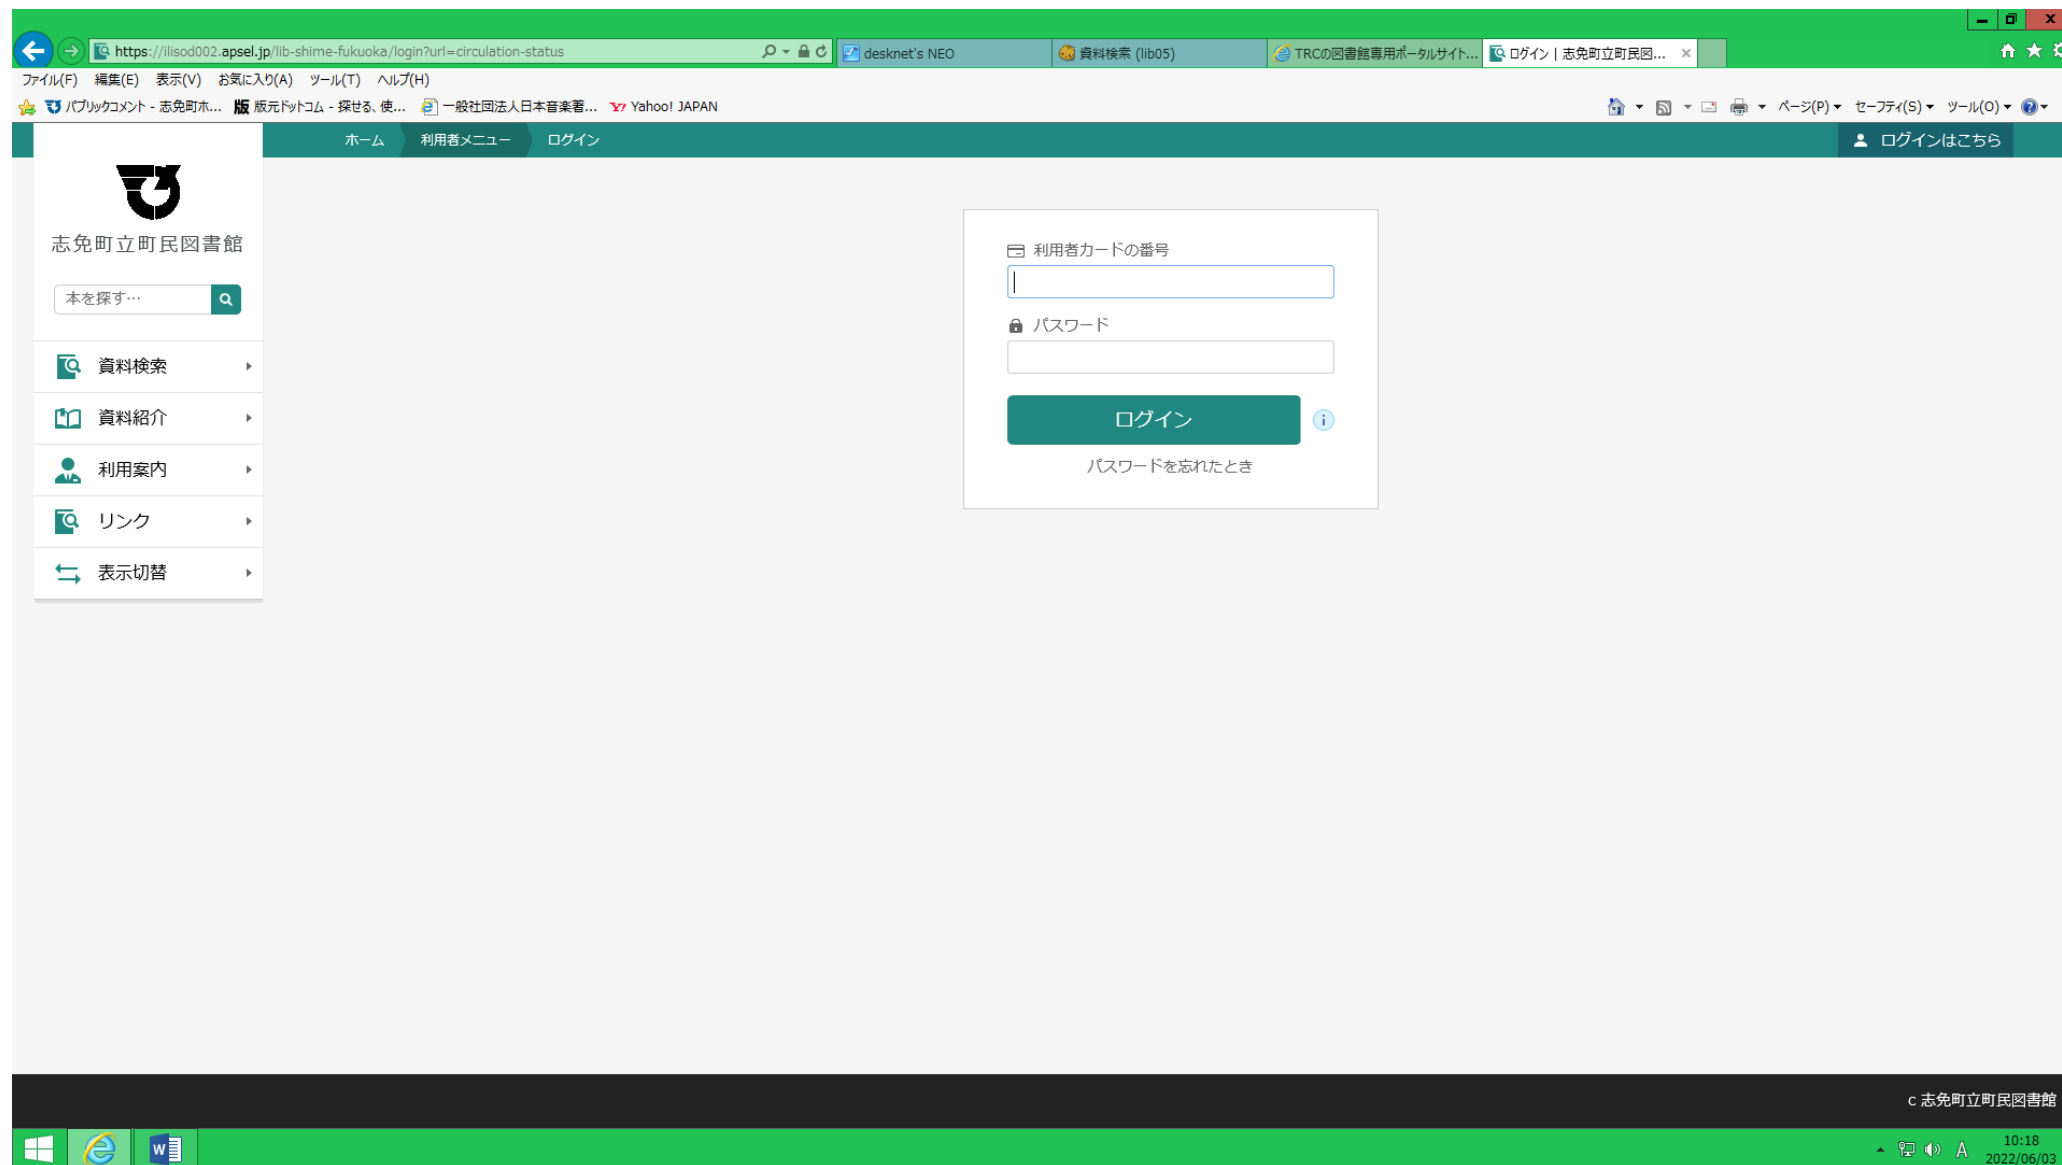 https://ilisod002.apsel.jp/lib-shime-fukuoka/login?url=circulation-status
desknet's NEO
資料検索 (lib05)
TRCの図書館専用ポータルサイト...
ログイン | 志免町立町民図...
ファイル(F) 編集(E) 表示(V) お気に入り(A) ツール(T) ヘルプ(H)
パブリックコメント - 志免町ホ... 版 版元ドットコム - 探せる、使... 一般社団法人日本音楽著... Yahoo! JAPAN
ページ(P) セーフティ(S) ツール(O)
ホーム 利用者メニュー ログイン
ログインはこちら
志免町立町民図書館
本を探す…
資料検索
資料紹介
利用案内
リンク
表示切替
利用者カードの番号
パスワード
ログイン
パスワードを忘れたとき
c 志免町立町民図書館
A
10:18
2022/06/03